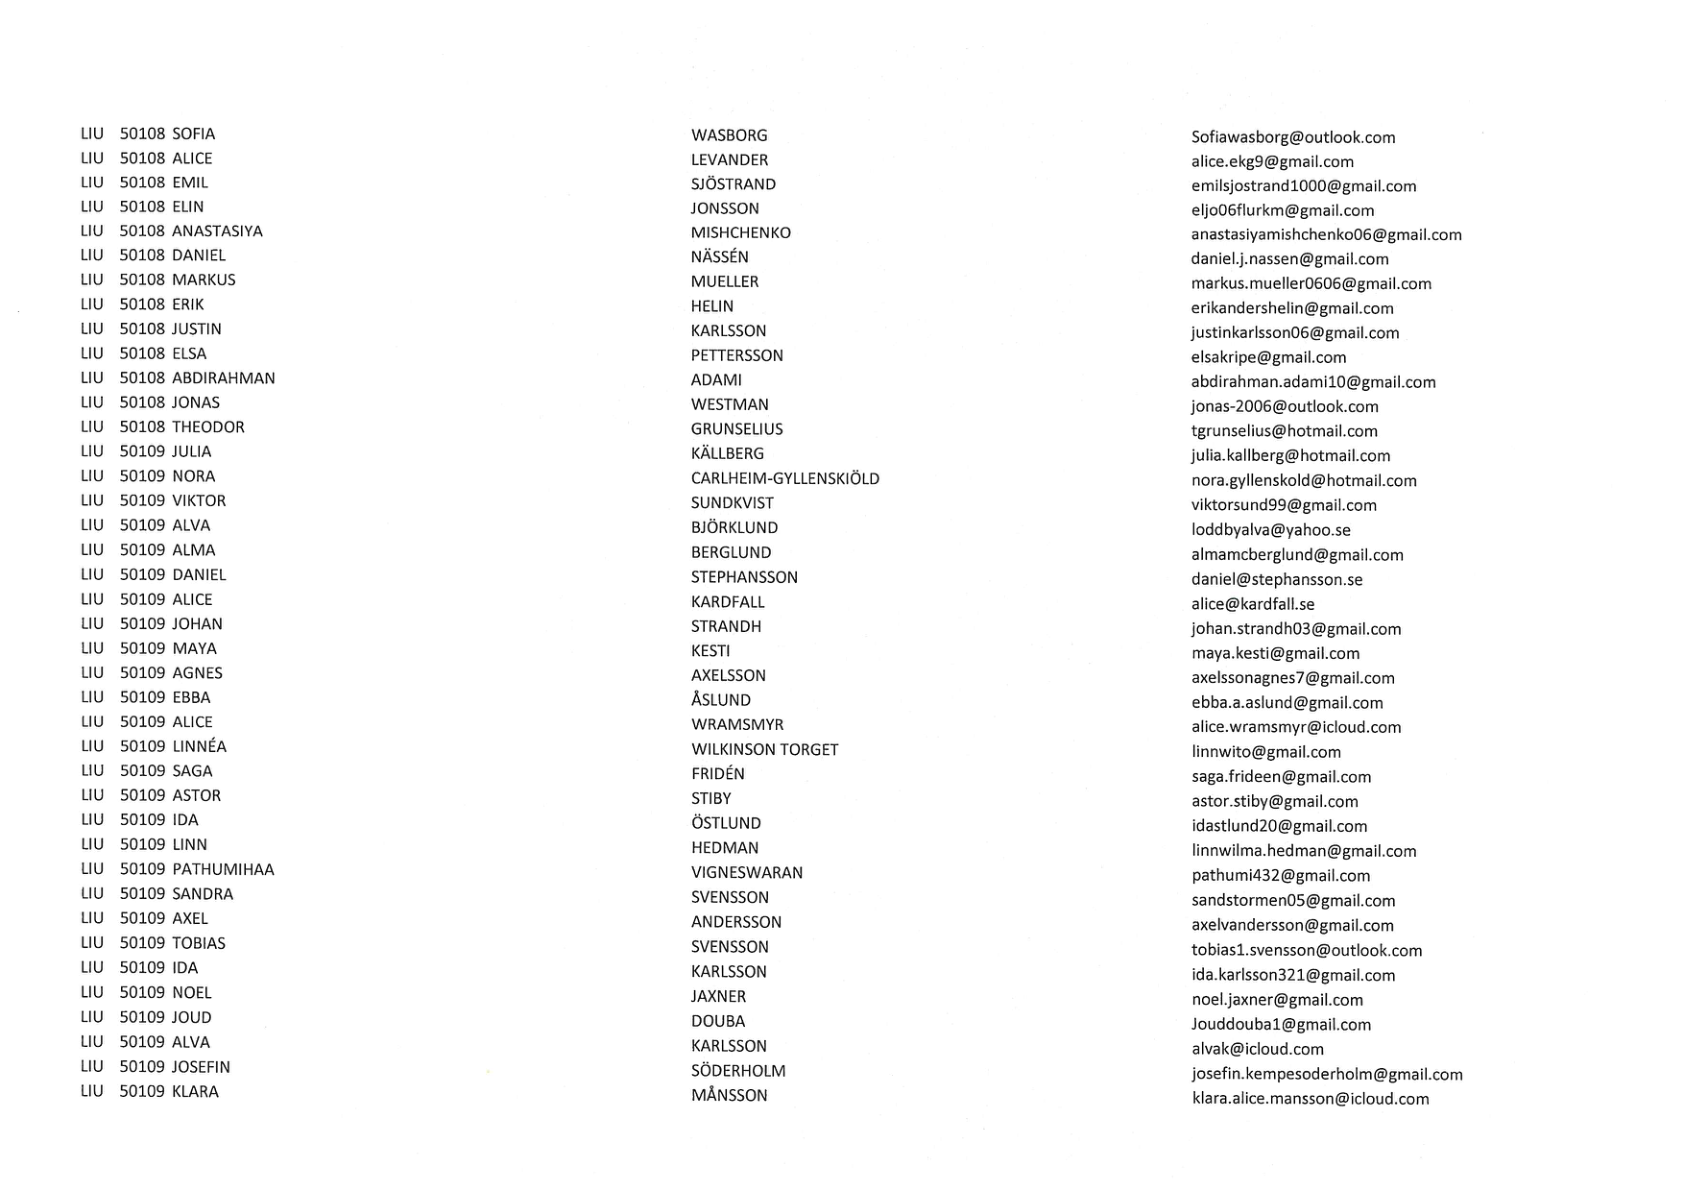 LIU 50108 SOFIA WASBORG Sofiawasborg@outlook.com
LIU 50108 ALICE LEVANDER alice.ekg9@gmail.com
LIU 50108 EMIL SJÖSTRAND emilsjostrand1000@gmail.com
LIU 50108 ELIN JONSSON eljo06flurkm@gmail.com
LIU 50108 ANASTASIYA MISHCHENKO anastasiyamishchenko06@gmail.com
LIU 50108 DANIEL NÄSSÉN daniel.j.nassen@gmail.com
LIU 50108 MARKUS MUELLER markus.mueller0606@gmail.com
LIU 50108 ERIK HELIN erikandershelin@gmail.com
LIU 50108 JUSTIN KARLSSON justinkarlsson06@gmail.com
LIU 50108 ELSA PETTERSSON elsakripe@gmail.com
LIU 50108 ABDIRAHMAN ADAMI abdirahman.adami10@gmail.com
LIU 50108 JONAS WESTMAN jonas-2006@outlook.com
LIU 50108 THEODOR GRUNSELIUS tgrunselius@hotmail.com
LIU 50109 JULIA KÄLLBERG julia.kallberg@hotmail.com
LIU 50109 NORA CARLHEIM-GYLLENSKIÖLD nora.gyllenskold@hotmail.com
LIU 50109 VIKTOR SUNDKVIST viktorsund99@gmail.com
LIU 50109 ALVA BJÖRKLUND loddbyalva@yahoo.se
LIU 50109 ALMA BERGLUND almamcberglund@gmail.com
LIU 50109 DANIEL STEPHANSSON daniel@stephansson.se
LIU 50109 ALICE KARDFALL alice@kardfall.se
LIU 50109 JOHAN STRANDH johan.strandh03@gmail.com
LIU 50109 MAYA KESTI maya.kesti@gmail.com
LIU 50109 AGNES AXELSSON axelssonagnes7@gmail.com
LIU 50109 EBBA ÅSLUND ebba.a.aslund@gmail.com
LIU 50109 ALICE WRAMSMYR alice.wramsmyr@icloud.com
LIU 50109 LINNÉA WILKINSON TORGET linnwito@gmail.com
LIU 50109 SAGA FRIDÉN saga.frideen@gmail.com
LIU 50109 ASTOR STIBY astor.stiby@gmail.com
LIU 50109 IDA ÖSTLUND idastlund20@gmail.com
LIU 50109 LINN HEDMAN linnwilma.hedman@gmail.com
LIU 50109 PATHUMIHAA VIGNESWARAN pathumi432@gmail.com
LIU 50109 SANDRA SVENSSON sandstormen05@gmail.com
LIU 50109 AXEL ANDERSSON axelvandersson@gmail.com
LIU 50109 TOBIAS SVENSSON tobias1.svensson@outlook.com
LIU 50109 IDA KARLSSON ida.karlsson321@gmail.com
LIU 50109 NOEL JAXNER noel.jaxner@gmail.com
LIU 50109 JOUD DOUBA Jouddouba1@gmail.com
LIU 50109 ALVA KARLSSON alvak@icloud.com
LIU 50109 JOSEFIN SÖDERHOLM josefin.kempesoderholm@gmail.com
LIU 50109 KLARA MÅNSSON klara.alice.mansson@icloud.com